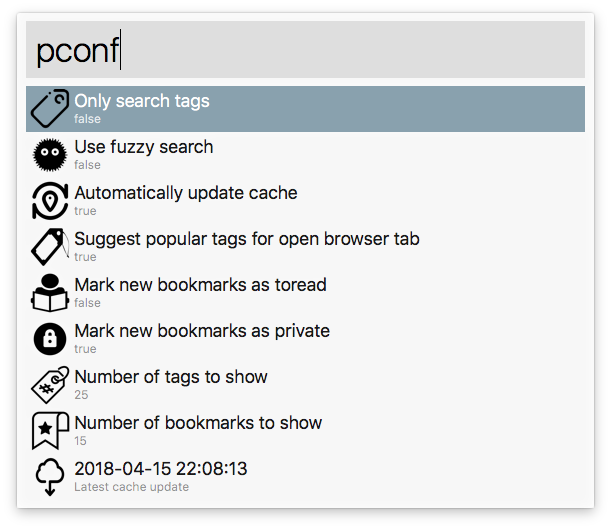 pconf
Only search tags
false
Use fuzzy search
false
Automatically update cache
true
Suggest popular tags for open browser tab
true
Mark new bookmarks as toread
false
Mark new bookmarks as private
true
Number of tags to show
25
Number of bookmarks to show
15
2018-04-15 22:08:13
Latest cache update